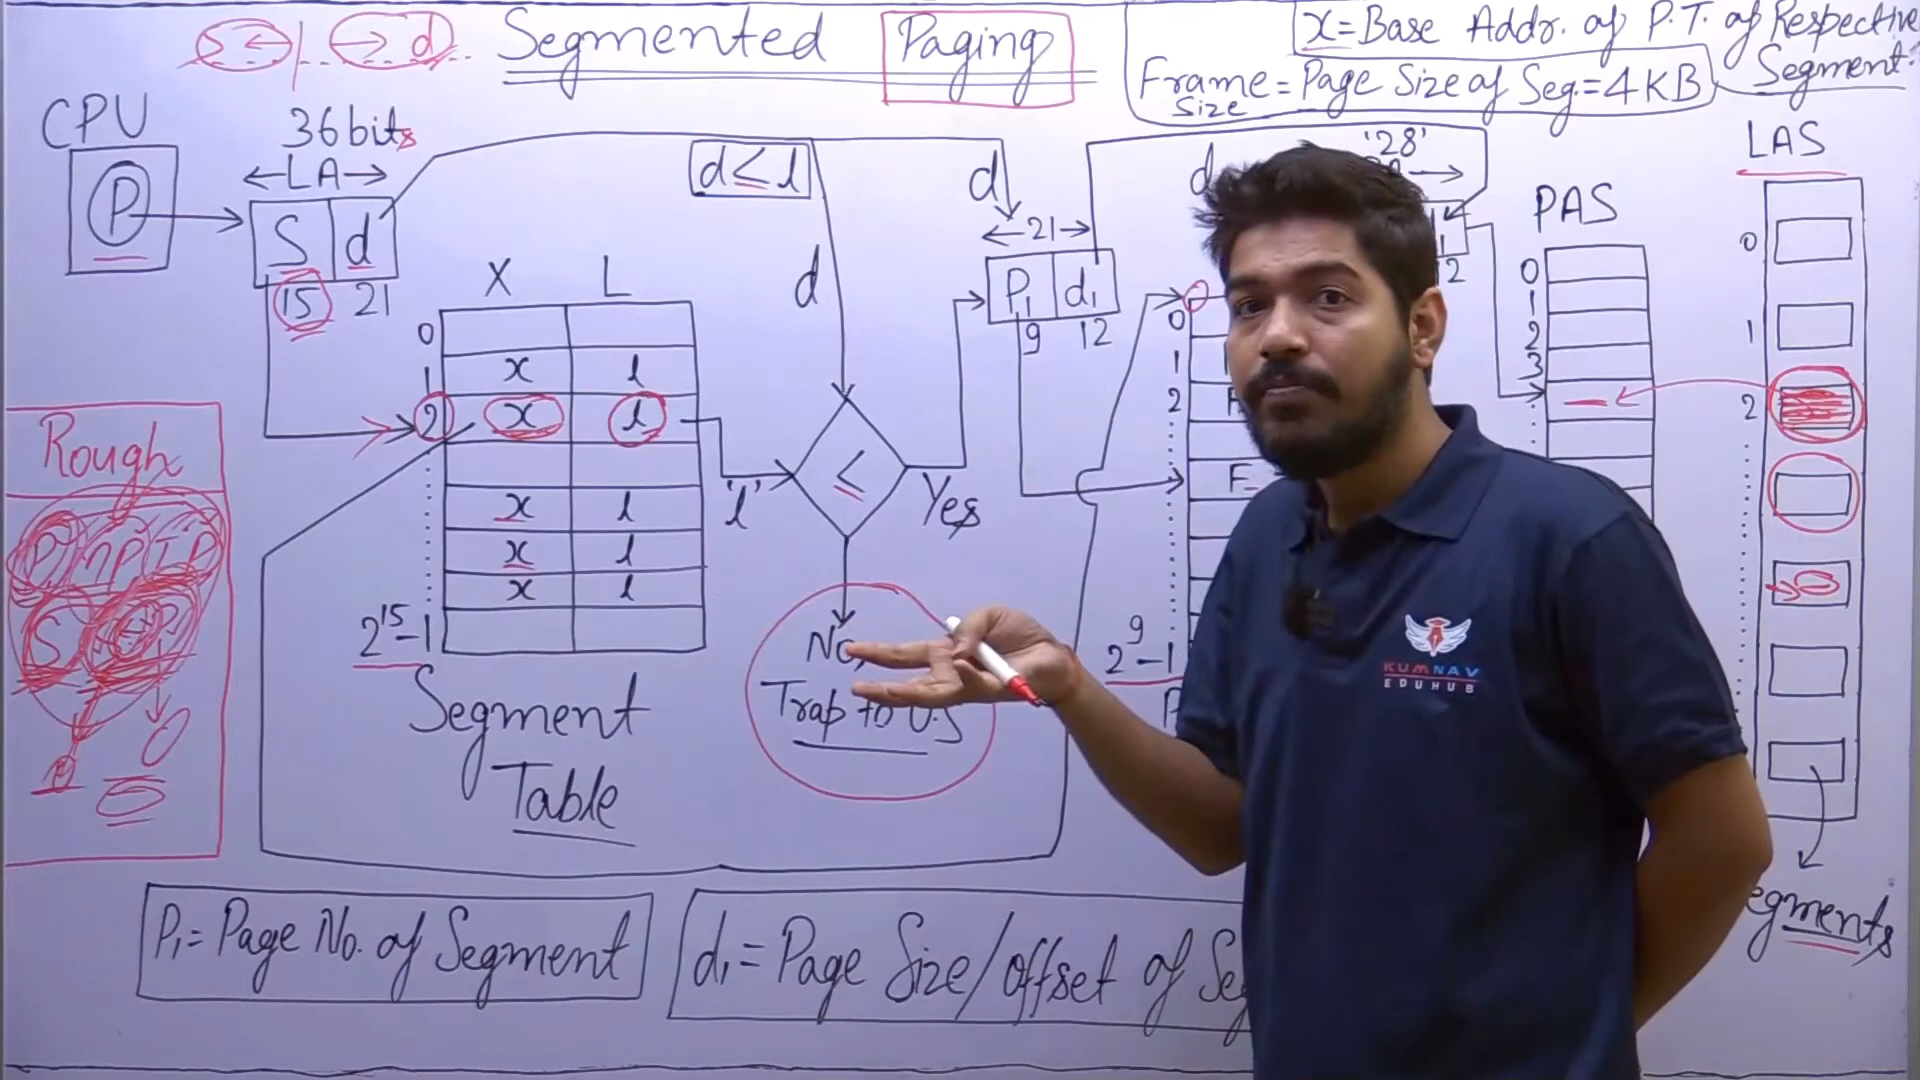 S ← | → d
Segmented Paging
x = Base Addr. of P.T. of Respective
Segment.
Frame = Page Size of Seg. = 4KB
Size
CPU
P
36 bits
LA
S d
15 21
d ≤ l
d
d
X L
0
1 x l
2 x l
x l
x l
x l
2^15-1
Segment
Table
'l'
≤
Yes
No,
Trap to O.S
21
P1 d1
9 12
d
'28'
12
0
1
2
F
2^9-1
PAS
0
1
2
3
LAS
0
1
2
egments
Rough
P1 = Page No. of Segment
d1 = Page Size/offset of Se
KUMNAV
EDUHUB